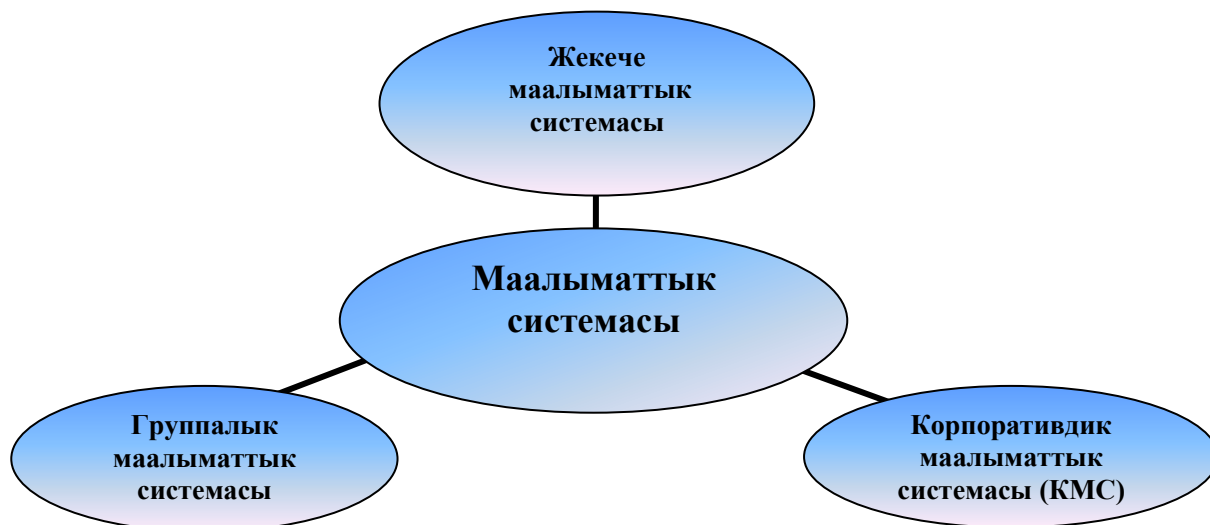 Жекече
маалыматтык
системасы
Маалыматтык
системасы
Группалык
маалыматтык
системасы
Корпоративдик
маалыматтык
системасы (КМС)